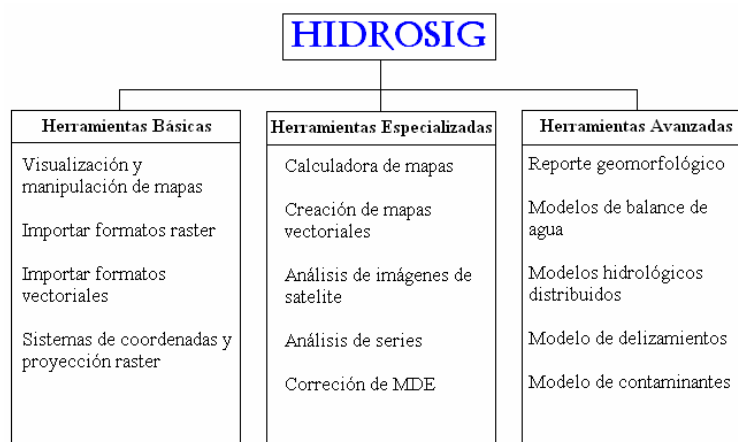 HIDROSIG
Herramientas Básicas
Visualización y
manipulación de mapas
Importar formatos raster
Importar formatos
vectoriales
Sistemas de coordenadas y
proyección raster
Herramientas Especializadas
Calculadora de mapas
Creación de mapas
vectoriales
Análisis de imágenes de
satelite
Análisis de series
Correción de MDE
Herramientas Avanzadas
Reporte geomorfológico
Modelos de balance de
agua
Modelos hidrológicos
distribuidos
Modelo de delizamientos
Modelo de contaminantes